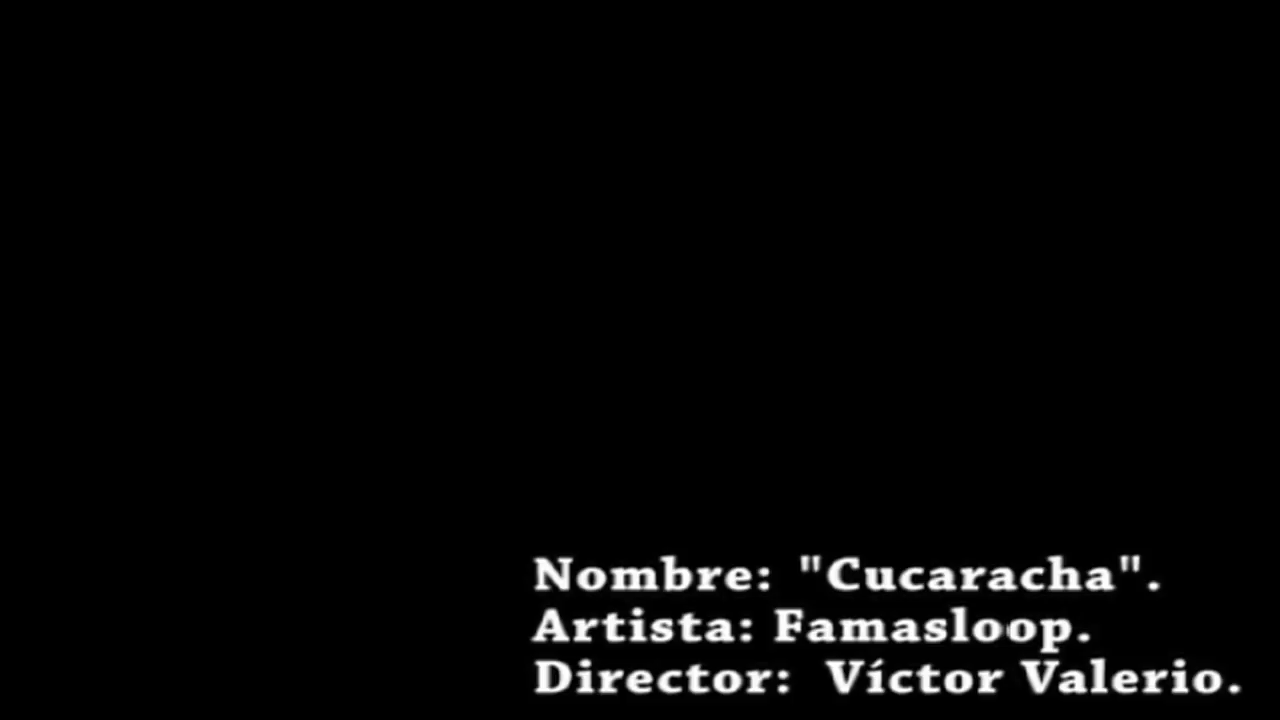 Nombre: "Cucaracha".
Artista: Famasloop.
Director: Víctor Valerio.